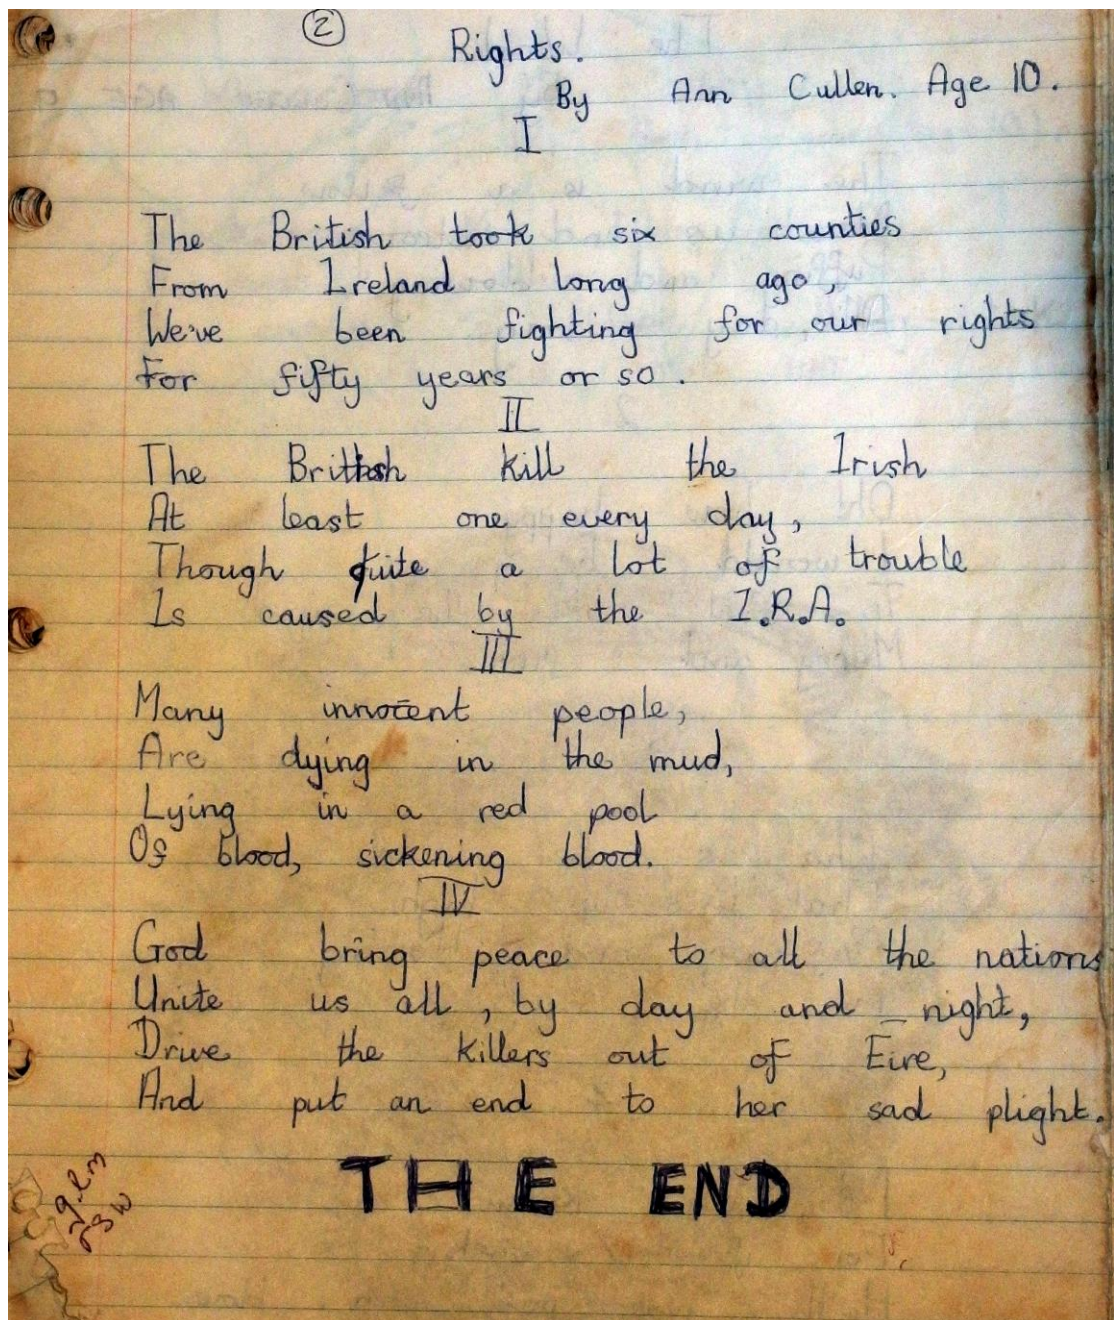 2
Rights.
By Ann Cullen. Age 10.
I
The British took six counties
From Ireland long ago,
We've been fighting for our rights
For fifty years or so.
II
The British kill the Irish
At least one every day,
Though quite a lot of trouble
Is caused by the I.R.A.
III
Many innocent people,
Are dying in the mud,
Lying in a red pool
Of blood, sickening blood.
IV
God bring peace to all the nations
Unite us all, by day and night,
Drive the killers out of Eire,
And put an end to her sad plight.
THE END